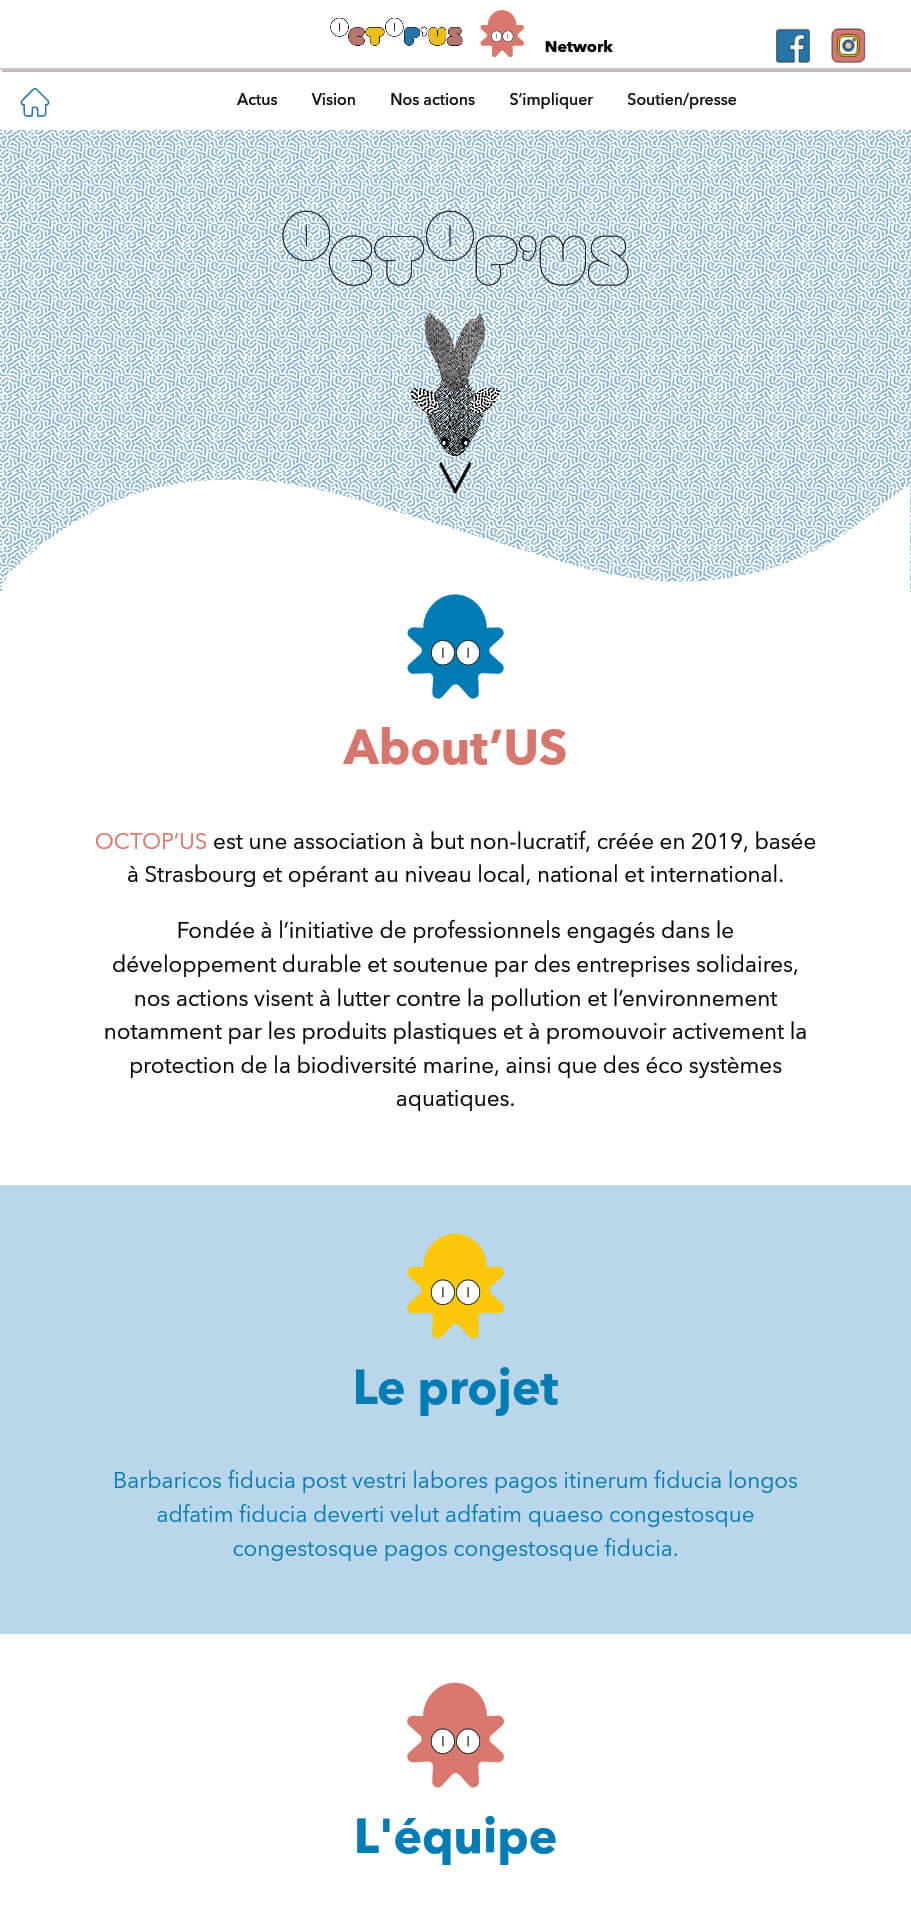 OCTOP'US
Network
Actus Vision Nos actions S’impliquer Soutien/presse
OCTOP'US
About’US
OCTOP’US est une association à but non-lucratif, créée en 2019, basée
à Strasbourg et opérant au niveau local, national et international.
Fondée à l’initiative de professionnels engagés dans le
développement durable et soutenue par des entreprises solidaires,
nos actions visent à lutter contre la pollution et l’environnement
notamment par les produits plastiques et à promouvoir activement la
protection de la biodiversité marine, ainsi que des éco systèmes
aquatiques.
Le projet
Barbaricos fiducia post vestri labores pagos itinerum fiducia longos
adfatim fiducia deverti velut adfatim quaeso congestosque
congestosque pagos congestosque fiducia.
L'équipe